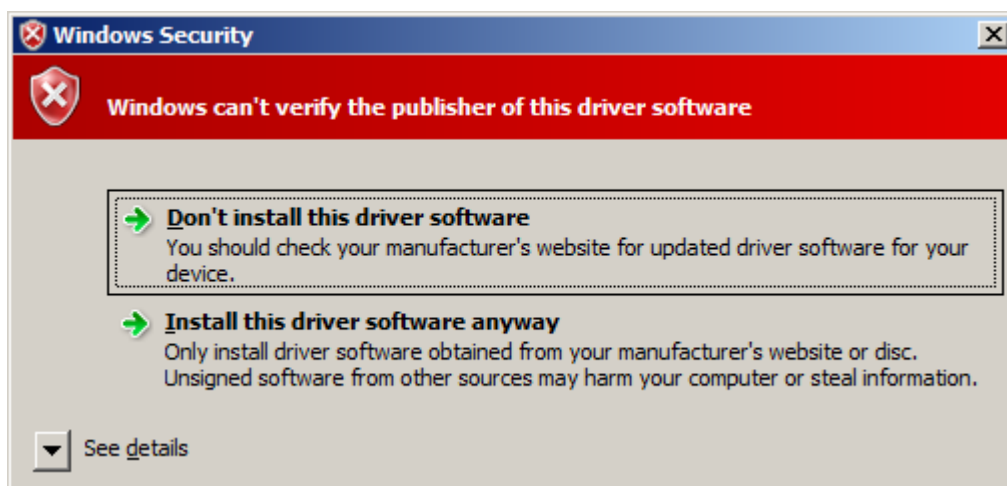 Windows Security
Windows can't verify the publisher of this driver software
Don't install this driver software
You should check your manufacturer's website for updated driver software for your
device.
Install this driver software anyway
Only install driver software obtained from your manufacturer's website or disc.
Unsigned software from other sources may harm your computer or steal information.
See details